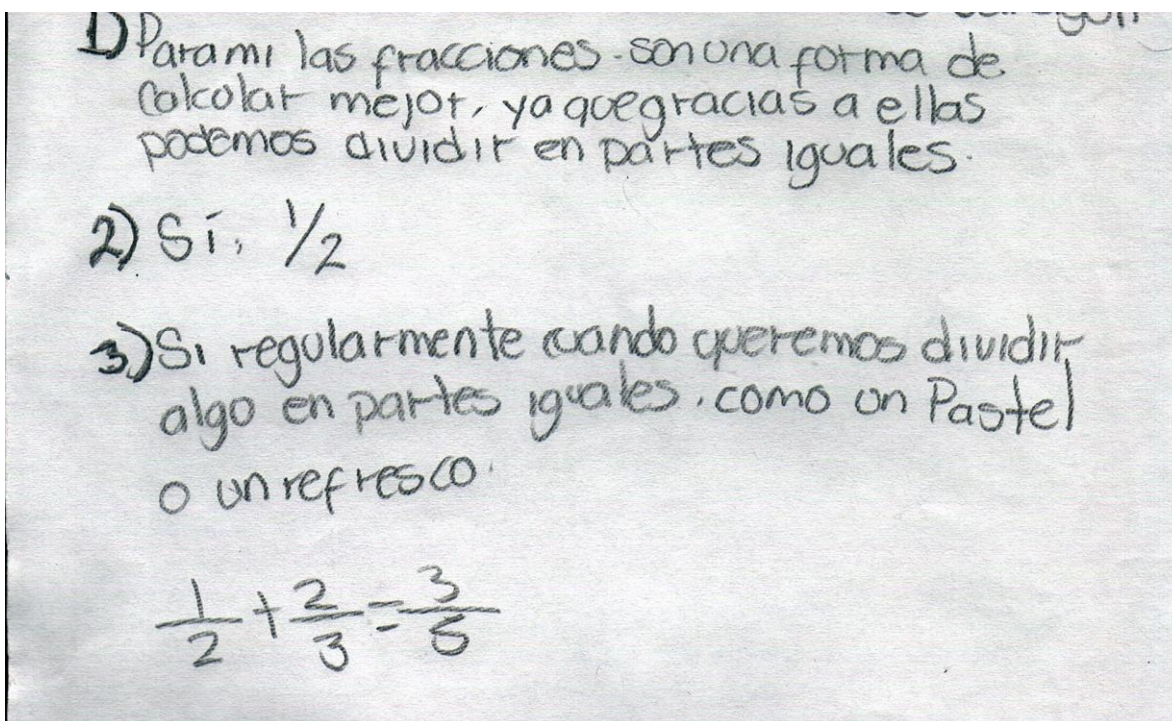 1) Para mi las fracciones son una forma de
calcolar mejor, ya que gracias a ellas
podemos dividir en partes iguales.
2) Sí, 1/2
3.) Si regularmente cuando queremos dividir
algo en partes iguales. como un Pastel
o un refresco.
1/2 + 2/3 = 3/5